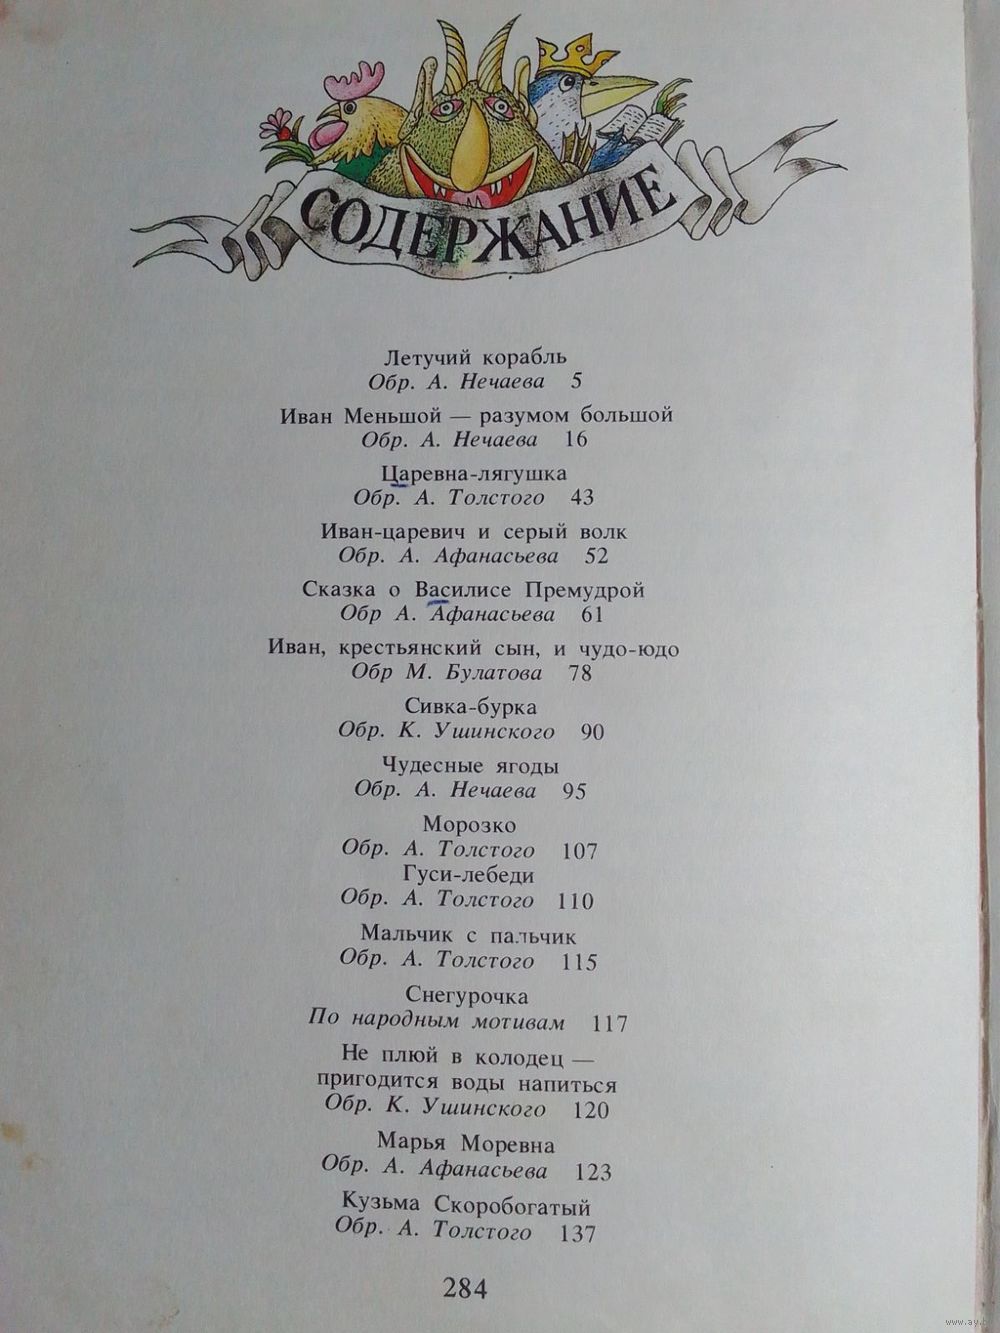 СОДЕРЖАНИЕ
Летучий корабль
Обр. А. Нечаева 5
Иван Меньшой — разумом большой
Обр. А. Нечаева 16
Царевна-лягушка
Обр. А. Толстого 43
Иван-царевич и серый волк
Обр. А. Афанасьева 52
Сказка о Василисе Премудрой
Обр А. Афанасьева 61
Иван, крестьянский сын, и чудо-юдо
Обр М. Булатова 78
Сивка-бурка
Обр. К. Ушинского 90
Чудесные ягоды
Обр. А. Нечаева 95
Морозко
Обр. А. Толстого 107
Гуси-лебеди
Обр. А. Толстого 110
Мальчик с пальчик
Обр. А. Толстого 115
Снегурочка
По народным мотивам 117
Не плюй в колодец —
пригодится воды напиться
Обр. К. Ушинского 120
Марья Моревна
Обр. А. Афанасьева 123
Кузьма Скоробогатый
Обр. А. Толстого 137
284